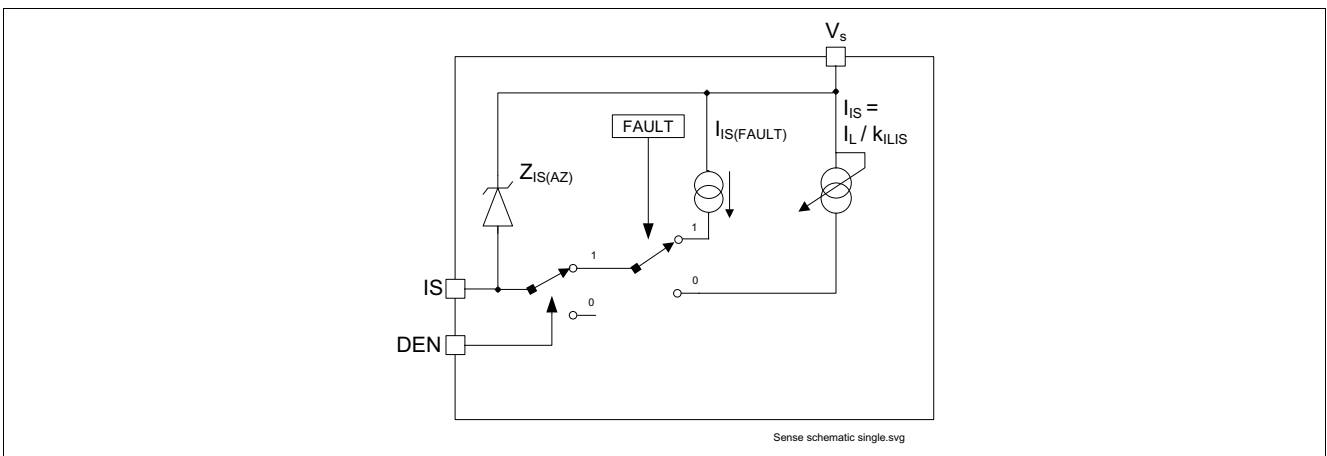 Vs
IIS =
IL / kILIS
FAULT
IIS(FAULT)
ZIS(AZ)
1
1
0
0
IS
DEN
Sense schematic single.svg